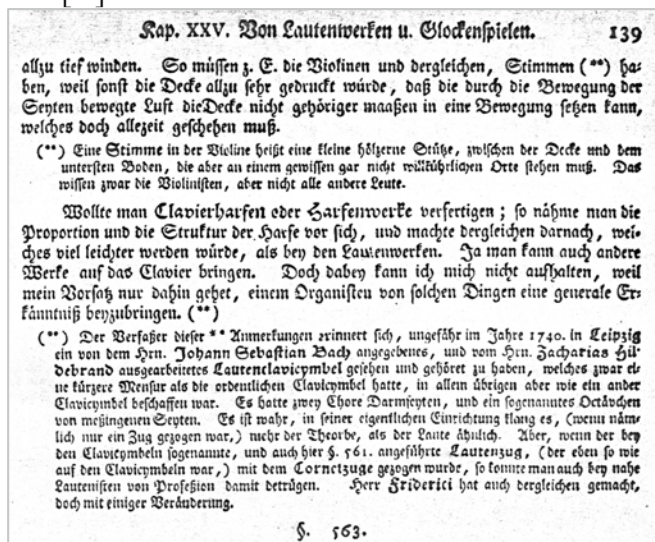 Kap. XXV. Von Lautenwerken u. Glockenspielen. 139
allzu tief winden. So müssen z. E. die Violinen und dergleichen, Stimmen (**) ha-
ben, weil sonst die Decke allzu sehr gedruckt würde, daß die durch die Bewegung der
Seyten bewegte Luft die Decke nicht gehöriger maaßen in eine Bewegung setzen kann,
welches doch allezeit geschehen muß.
(**) Eine Stimme in der Violine heißt eine kleine hölzerne Stütze, zwischen der Decke und dem
untersten Boden, die aber an einem gewissen gar nicht willkührlichen Orte stehen muß. Das
wissen zwar die Violinisten, aber nicht alle andere Leute.
Wollte man Clavierharfen oder Harfenwerke verfertigen; so nähme man die
Proportion und die Struktur der Harfe vor sich, und machte dergleichen darnach, wel-
ches viel leichter werden würde, als bey den Lautenwerken. Ja man kann auch andere
Werke auf das Clavier bringen. Doch dabey kann ich mich nicht aufhalten, weil
mein Vorsatz nur dahin gehet, einem Organisten von solchen Dingen eine generale Er-
känntniß beyzubringen. (**)
(**) Der Verfaßer dieser ** Anmerkungen erinnert sich, ungefähr im Jahre 1740. in Leipzig
ein von dem Hrn. Johann Sebastian Bach angegebenes, und vom Hrn. Zacharias Hil-
debrand ausgearbeitetes Lautenclavicymbel gesehen und gehöret zu haben, welches zwar ei-
ne kürzere Mensur als die ordentlichen Clavicymbel hatte, in allem übrigen aber wie ein ander
Clavicymbel beschaffen war. Es hatte zwey Chore Darmseyten, und ein sogenanntes Octävchen
von meßingenen Seyten. Es ist wahr, in seiner eigentlichen Einrichtung klang es, (wenn näm-
lich nur ein Zug gezogen war,) mehr der Theorbe, als der Laute ähnlich. Aber, wenn der bey
den Clavicymbeln sogenannte, und auch hier §. 561. angeführte Lautenzug, (der eben so wie
auf den Clavicymbeln war,) mit dem Cornetzuge gezogen wurde, so konnte man auch bey nahe
Lautenisten von Profeßion damit betrügen. Herr Friderici hat auch dergleichen gemacht,
doch mit einiger Veränderung.
§. 563.